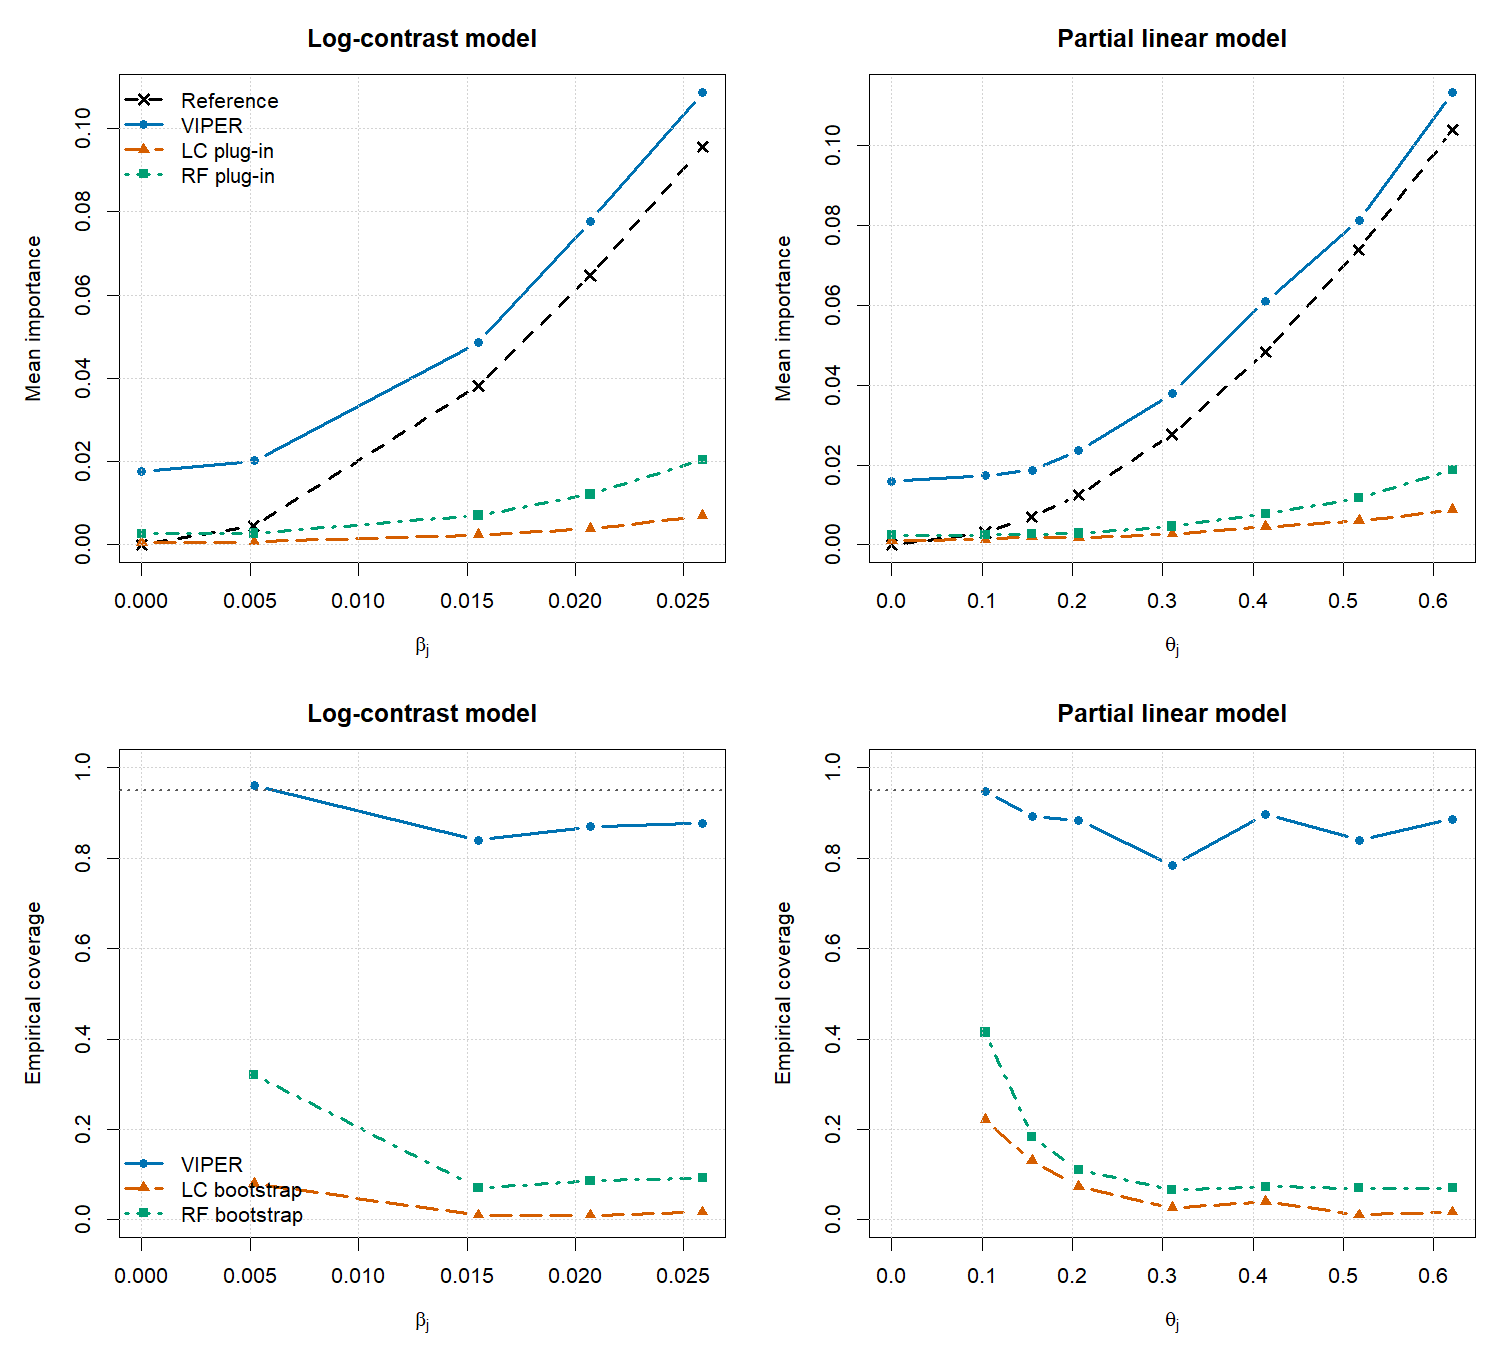 Log-contrast model
Reference
VIPER
LC plug-in
RF plug-in
Mean importance
0.00 0.02 0.04 0.06 0.08 0.10
0.000 0.005 0.010 0.015 0.020 0.025
βj
Partial linear model
Mean importance
0.00 0.02 0.04 0.06 0.08 0.10
0.0 0.1 0.2 0.3 0.4 0.5 0.6
θj
Log-contrast model
Empirical coverage
0.0 0.2 0.4 0.6 0.8 1.0
VIPER
LC bootstrap
RF bootstrap
0.000 0.005 0.010 0.015 0.020 0.025
βj
Partial linear model
Empirical coverage
0.0 0.2 0.4 0.6 0.8 1.0
0.0 0.1 0.2 0.3 0.4 0.5 0.6
θj